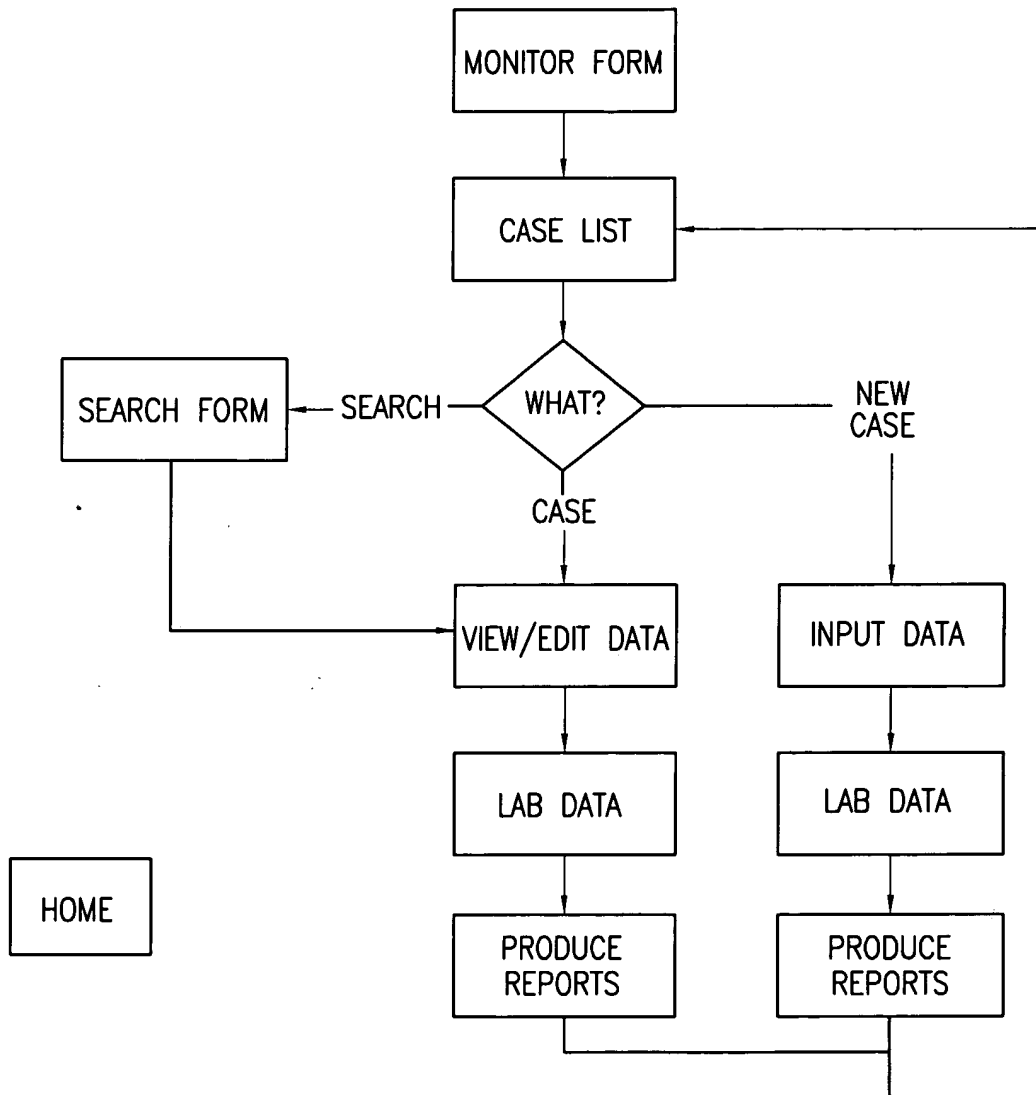 MONITOR FORM
CASE LIST
WHAT?
SEARCH FORM
SEARCH
NEW
CASE
CASE
VIEW/EDIT DATA
INPUT DATA
LAB DATA
LAB DATA
HOME
PRODUCE
REPORTS
PRODUCE
REPORTS